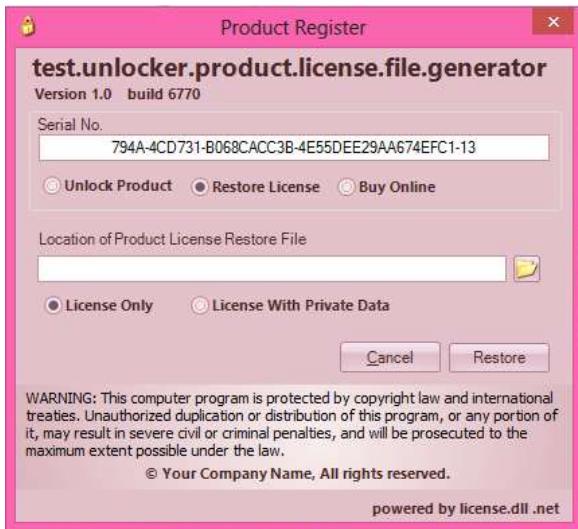 Product Register
test.unlocker.product.license.file.generator
Version 1.0 build 6770
Serial No.
794A-4CD731-B068CACC3B-4E55DEE29AA674EFC1-13
Unlock Product Restore License Buy Online
Location of Product License Restore File
License Only License With Private Data
Cancel Restore
WARNING: This computer program is protected by copyright law and international
treaties. Unauthorized duplication or distribution of this program, or any portion of
it, may result in severe civil or criminal penalties, and will be prosecuted to the
maximum extent possible under the law.
© Your Company Name, All rights reserved.
powered by license.dll .net